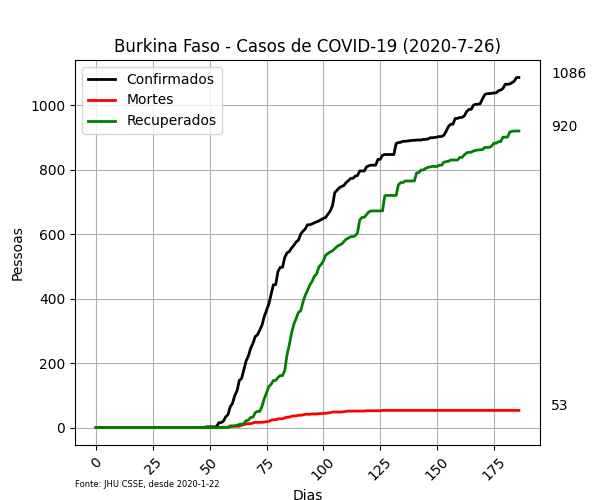 Burkina Faso - Casos de COVID-19 (2020-7-26)
Confirmados
Mortes
Recuperados
1086
920
53
Pessoas
1000
800
600
400
200
0
0
25
50
75
100
125
150
175
Fonte: JHU CSSE, desde 2020-1-22
Dias